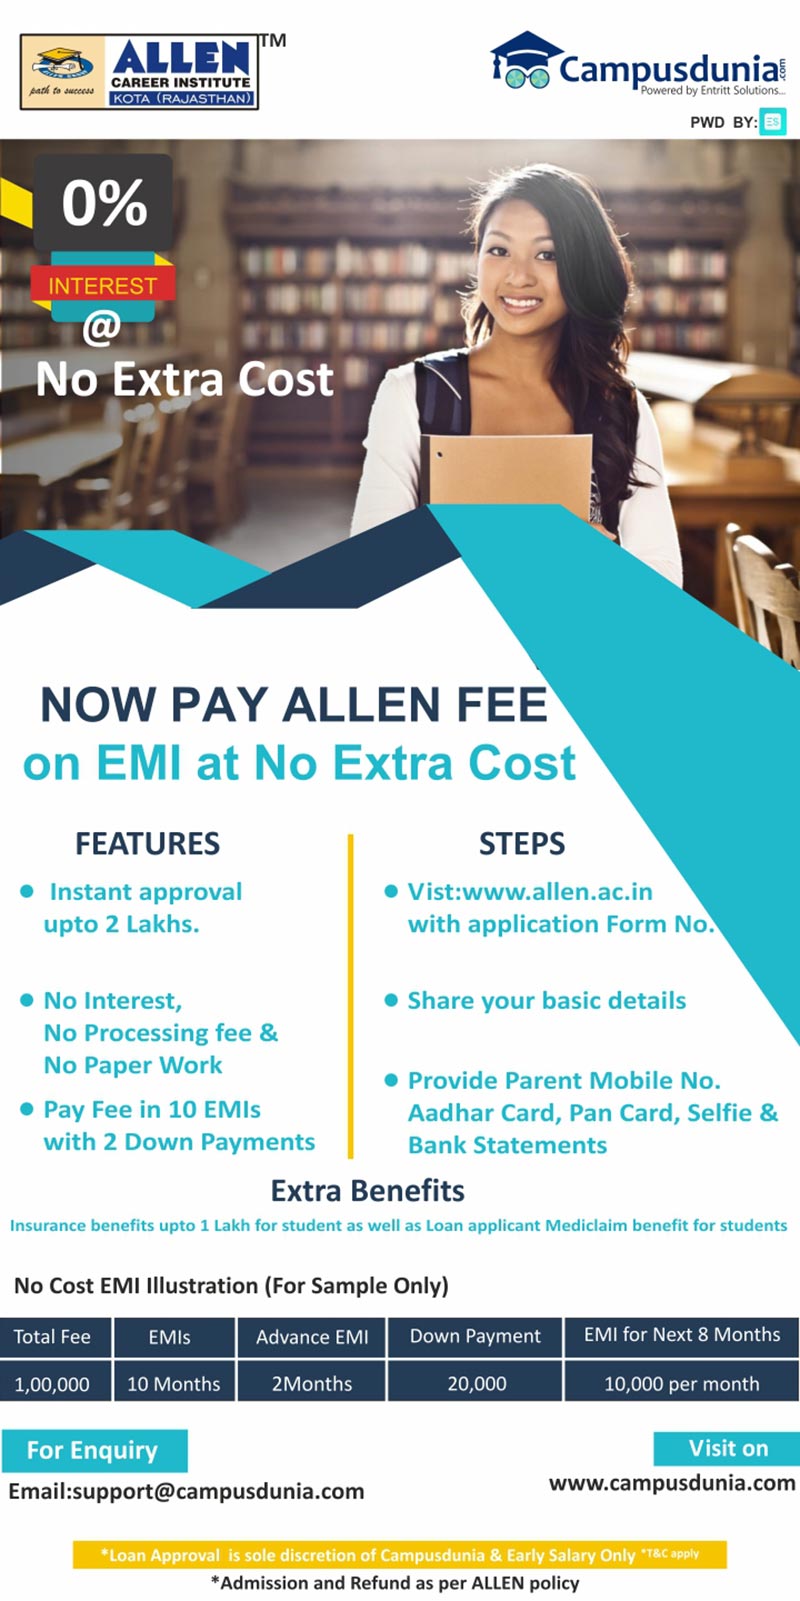 ALLEN
TM
CAREER INSTITUTE
path to success
KOTA (RAJASTHAN)
Campusdunia.com
Powered by Entritt Solutions...
PWD BY: ES
0%
INTEREST
@
No Extra Cost
NOW PAY ALLEN FEE
on EMI at No Extra Cost
FEATURES
● Instant approval
upto 2 Lakhs.
● No Interest,
No Processing fee &
No Paper Work
● Pay Fee in 10 EMIs
with 2 Down Payments
STEPS
● Vist:www.allen.ac.in
with application Form No.
● Share your basic details
● Provide Parent Mobile No.
Aadhar Card, Pan Card, Selfie &
Bank Statements
Extra Benefits
Insurance benefits upto 1 Lakh for student as well as Loan applicant Mediclaim benefit for students
No Cost EMI Illustration (For Sample Only)
Total Fee EMIs Advance EMI Down Payment EMI for Next 8 Months
1,00,000 10 Months 2Months 20,000 10,000 per month
For Enquiry
Email:support@campusdunia.com
Visit on
www.campusdunia.com
*Loan Approval is sole discretion of Campusdunia & Early Salary Only *T&C apply
*Admission and Refund as per ALLEN policy